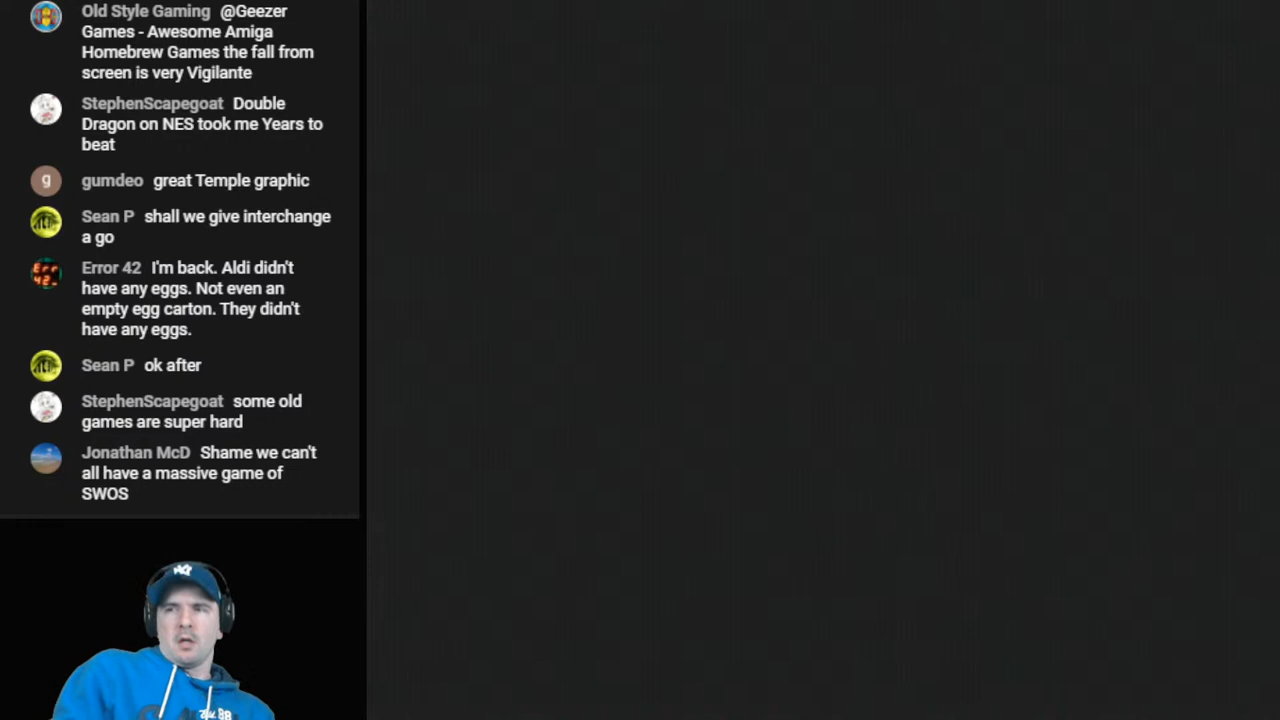 Old Style Gaming @Geezer
Games - Awesome Amiga
Homebrew Games the fall from
screen is very Vigilante
StephenScapegoat Double
Dragon on NES took me Years to
beat
g gumdeo great Temple graphic
Sean P shall we give interchange
a go
Error 42 I'm back. Aldi didn't
have any eggs. Not even an
empty egg carton. They didn't
have any eggs.
Sean P ok after
StephenScapegoat some old
games are super hard
Jonathan McD Shame we can't
all have a massive game of
SWOS